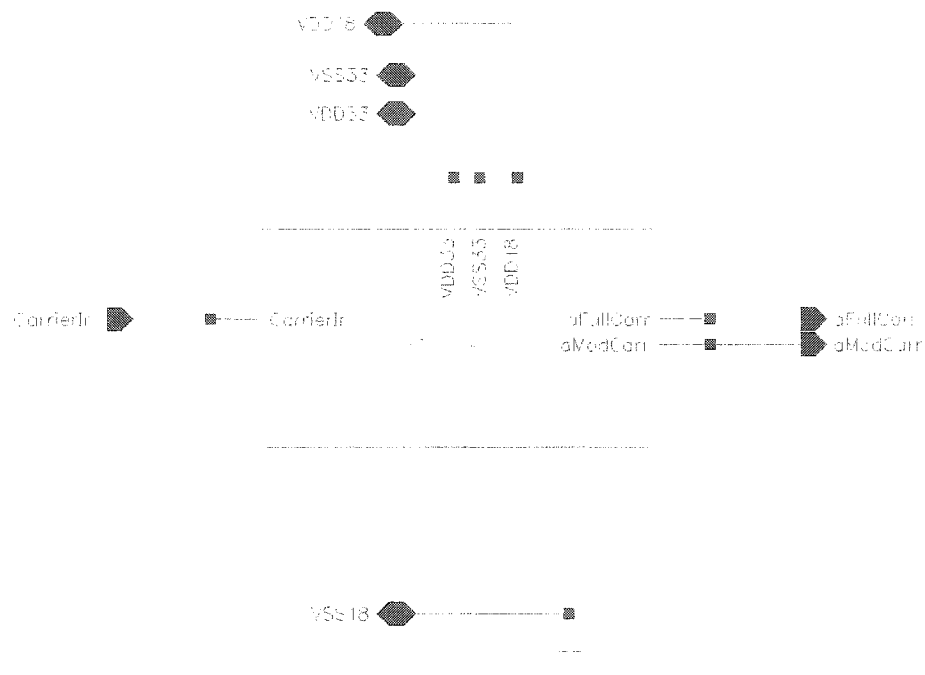 VDD18
VSS33
VDD33
VDD33
VSS33
VDD18
CarrierIn
CarrierIn
aFullCarr
aFullCarr
aModCarr
aModCarr
VSS18